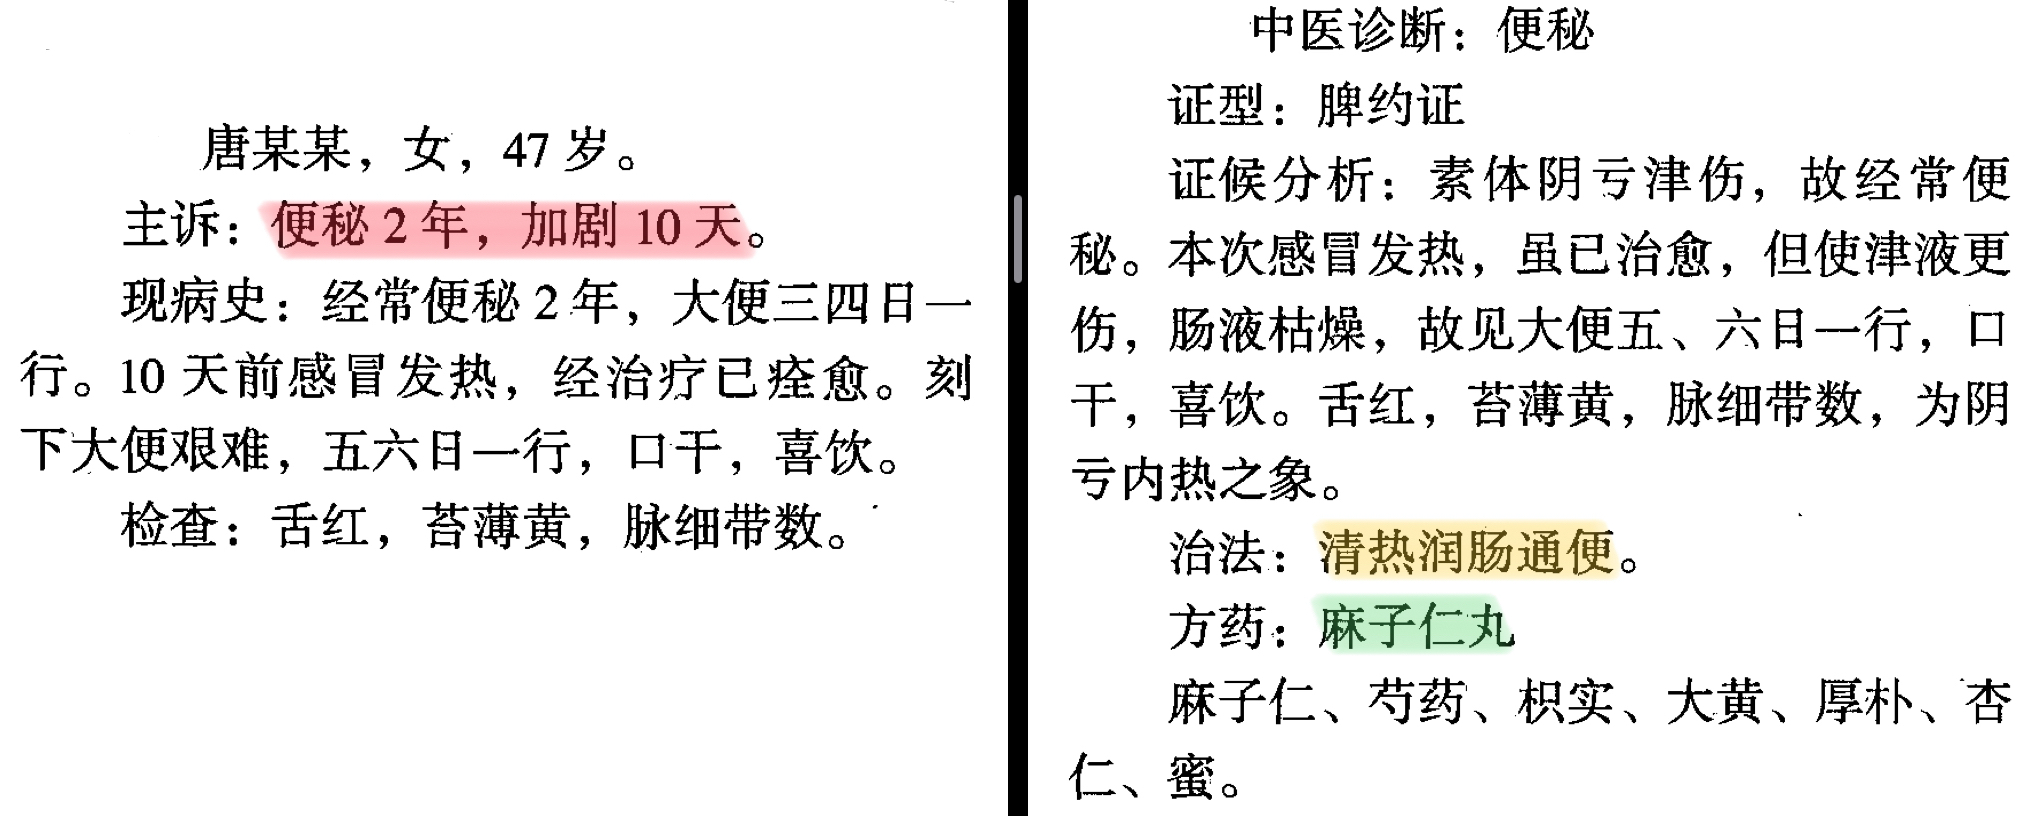 唐某某，女，47岁。
主诉：便秘2年，加剧10天。
现病史：经常便秘2年，大便三四日一
行。10天前感冒发热，经治疗已痊愈。刻
下大便艰难，五六日一行，口干，喜饮。
检查：舌红，苔薄黄，脉细带数。
中医诊断：便秘
证型：脾约证
证候分析：素体阴亏津伤，故经常便
秘。本次感冒发热，虽已治愈，但使津液更
伤，肠液枯燥，故见大便五、六日一行，口
干，喜饮。舌红，苔薄黄，脉细带数，为阴
亏内热之象。
治法：清热润肠通便。
方药：麻子仁丸
麻子仁、芍药、枳实、大黄、厚朴、杏
仁、蜜。